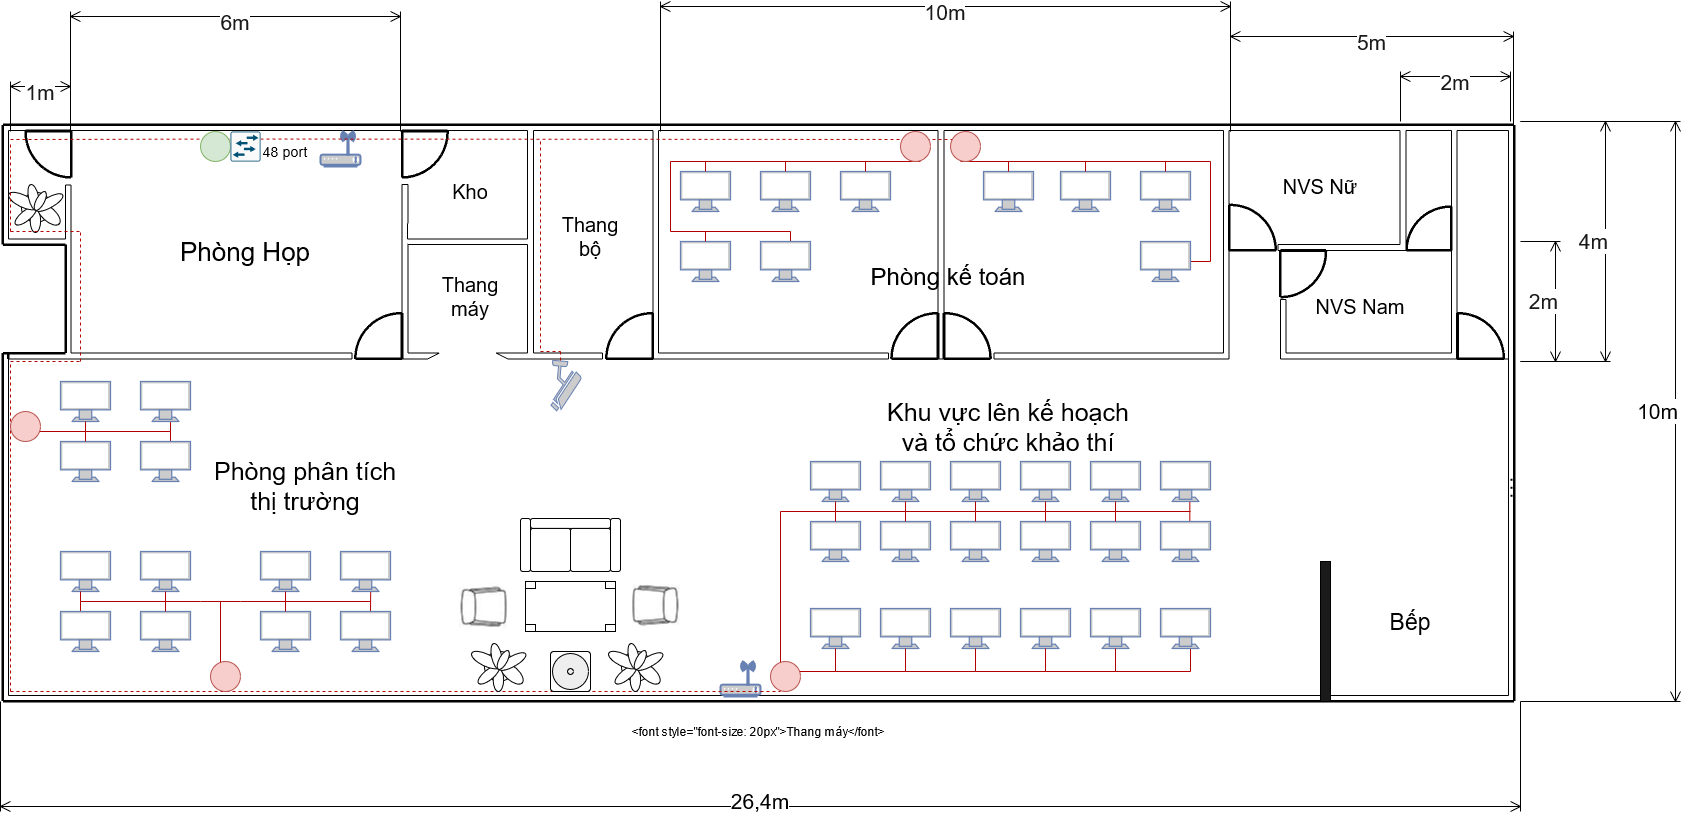 10m
6m
5m
2m
1m
48 port
Kho
NVS Nữ
Thang
bộ
Phòng Họp
4m
Phòng kế toán
Thang
máy
NVS Nam
2m
Khu vực lên kế hoạch
và tổ chức khảo thí
10m
Phòng phân tích
thị trường
Bếp
<font style="font-size: 20px">Thang máy</font>
26,4m